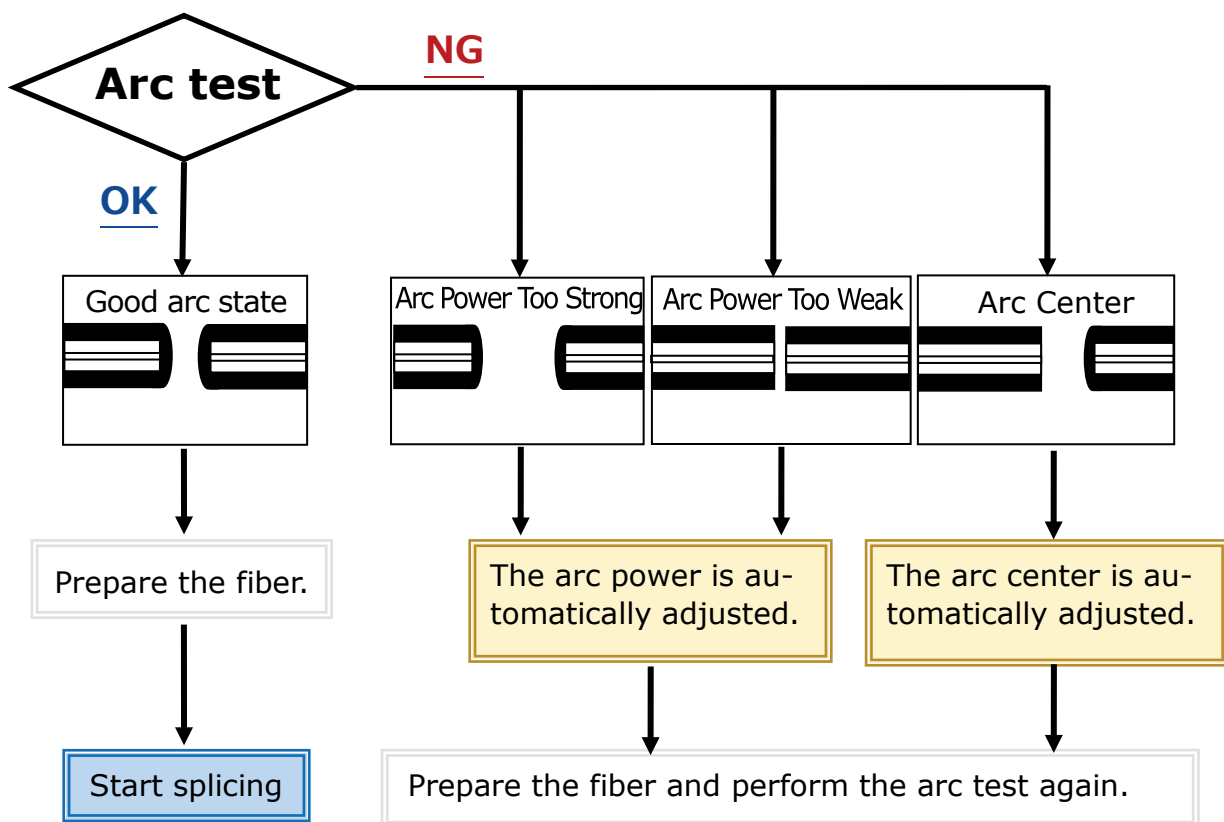 Arc test
NG
OK
Good arc state
Arc Power Too Strong
Arc Power Too Weak
Arc Center
Prepare the fiber.
The arc power is au-
tomatically adjusted.
The arc center is au-
tomatically adjusted.
Start splicing
Prepare the fiber and perform the arc test again.